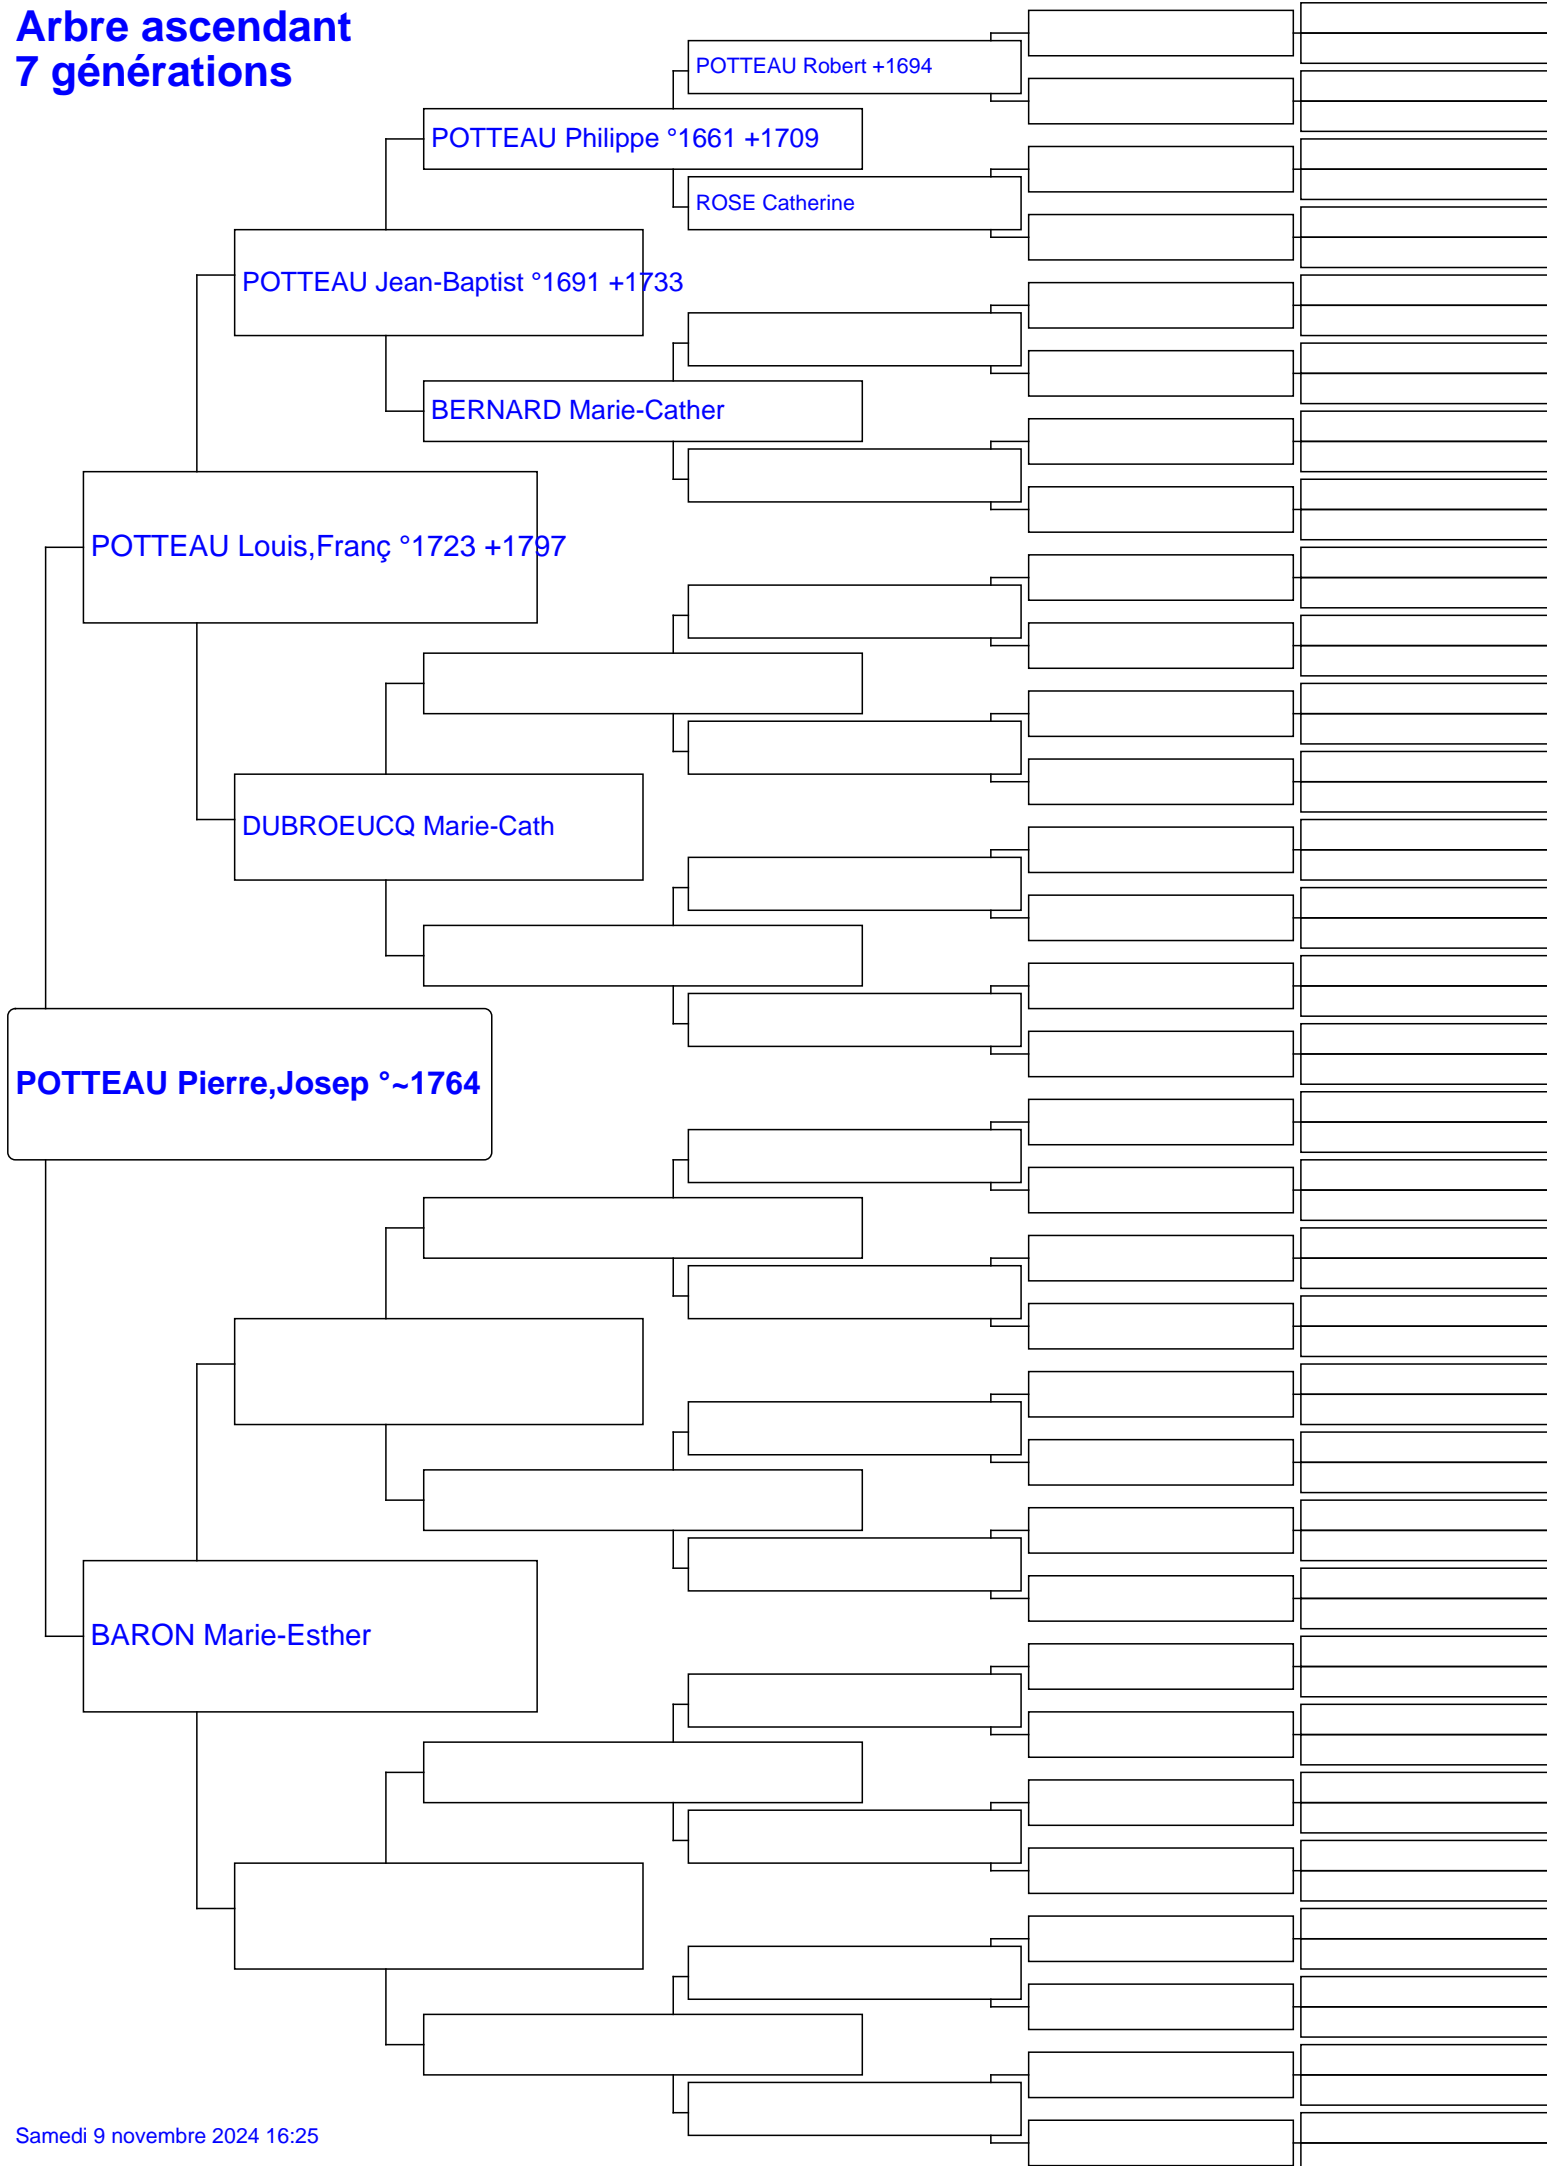 Arbre ascendant
7 générations
POTTEAU Robert +1694
POTTEAU Philippe °1661 +1709
ROSE Catherine
POTTEAU Jean-Baptist °1691 +1733
BERNARD Marie-Cather
POTTEAU Louis,Franç °1723 +1797
DUBROEUCQ Marie-Cath
POTTEAU Pierre,Josep °~1764
BARON Marie-Esther
Samedi 9 novembre 2024 16:25